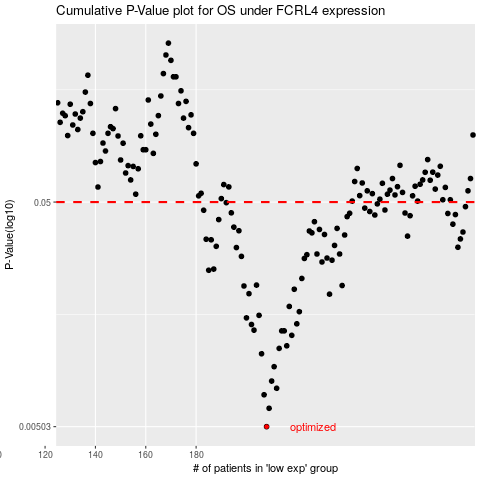 Cumulative P-Value plot for OS under FCRL4 expression
P-Value(log10)
0.05
0.00503
optimized
0 120 140 160 180
# of patients in 'low exp' group